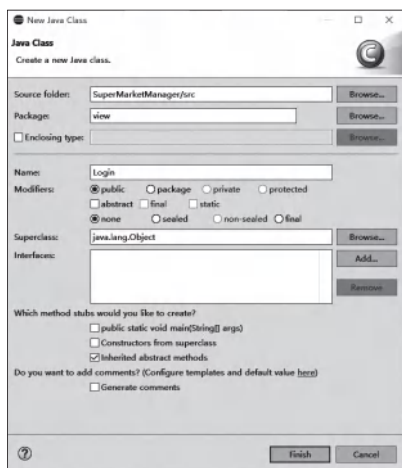 New Java Class
Java Class
Create a new Java class.
Source folder: SuperMarketManager/src Browse...
Package: view Browse...
Enclosing type: Browse...
Name: Login
Modifiers: public package private protected
abstract final static
none sealed non-sealed final
Superclass: java.lang.Object Browse...
Interfaces: Add...
Remove
Which method stubs would you like to create?
public static void main(String[] args)
Constructors from superclass
Inherited abstract methods
Do you want to add comments? (Configure templates and default value here)
Generate comments
Finish Cancel